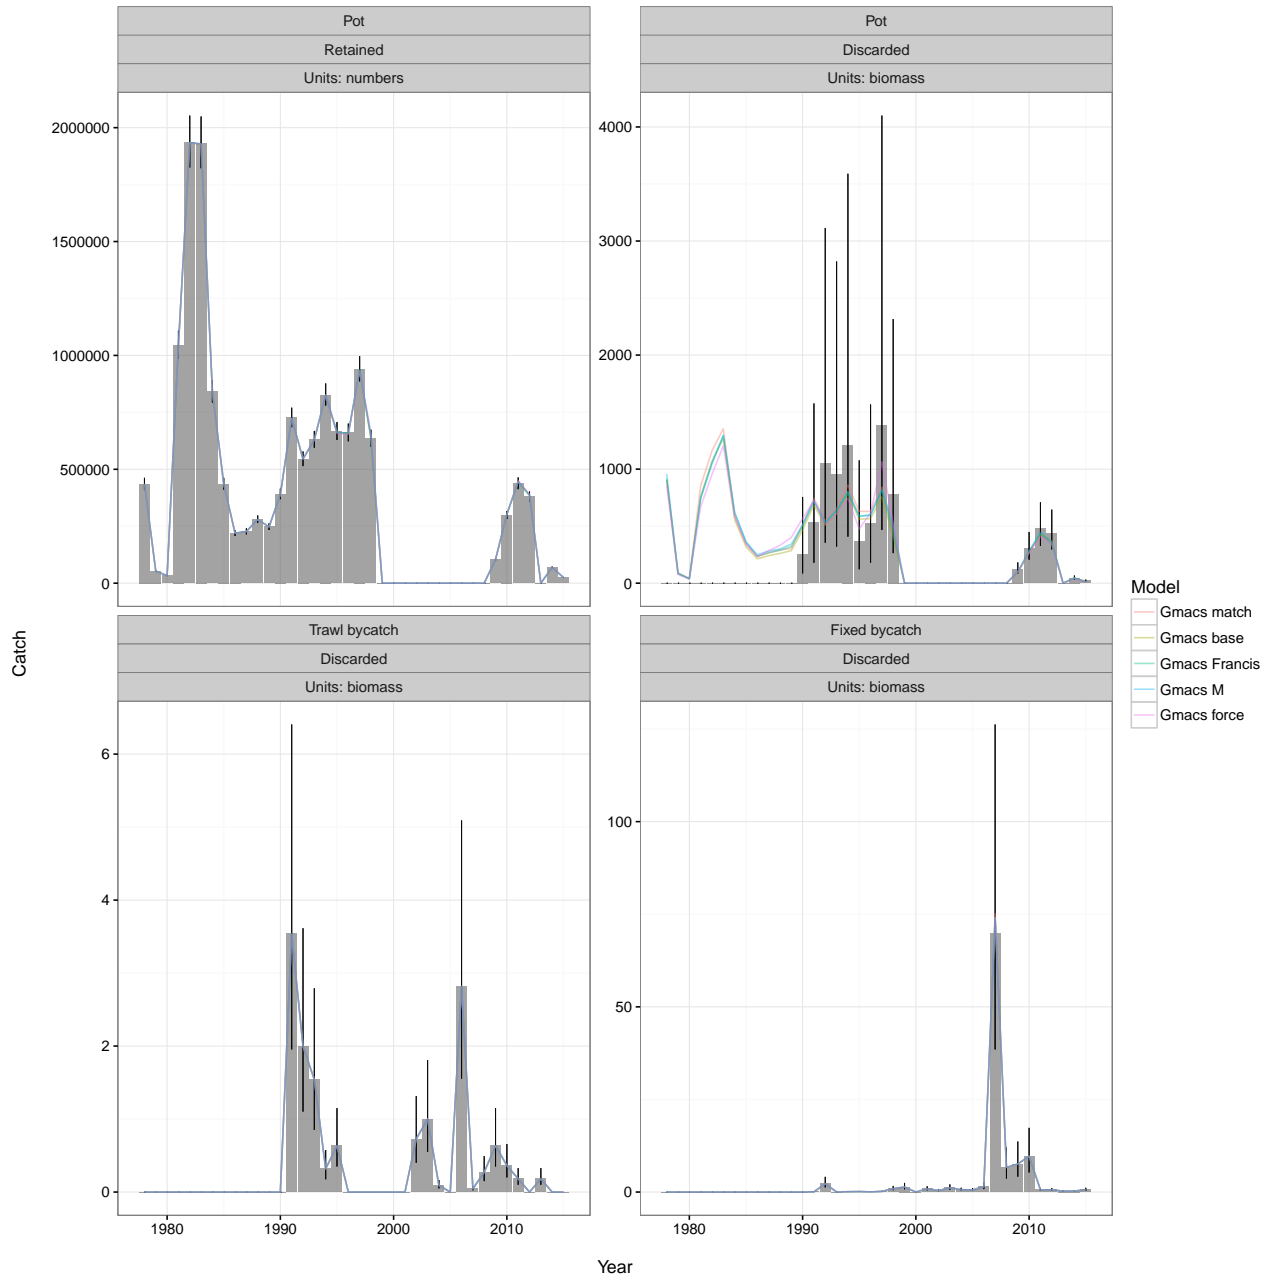 Pot
Retained
Units: numbers
2000000
1500000
1000000
500000
0
Pot
Discarded
Units: biomass
4000
3000
2000
1000
0
Trawl bycatch
Discarded
Units: biomass
6
4
2
0
1980
1990
2000
2010
Fixed bycatch
Discarded
Units: biomass
100
50
0
1980
1990
2000
2010
Catch
Year
Model
Gmacs match
Gmacs base
Gmacs Francis
Gmacs M
Gmacs force